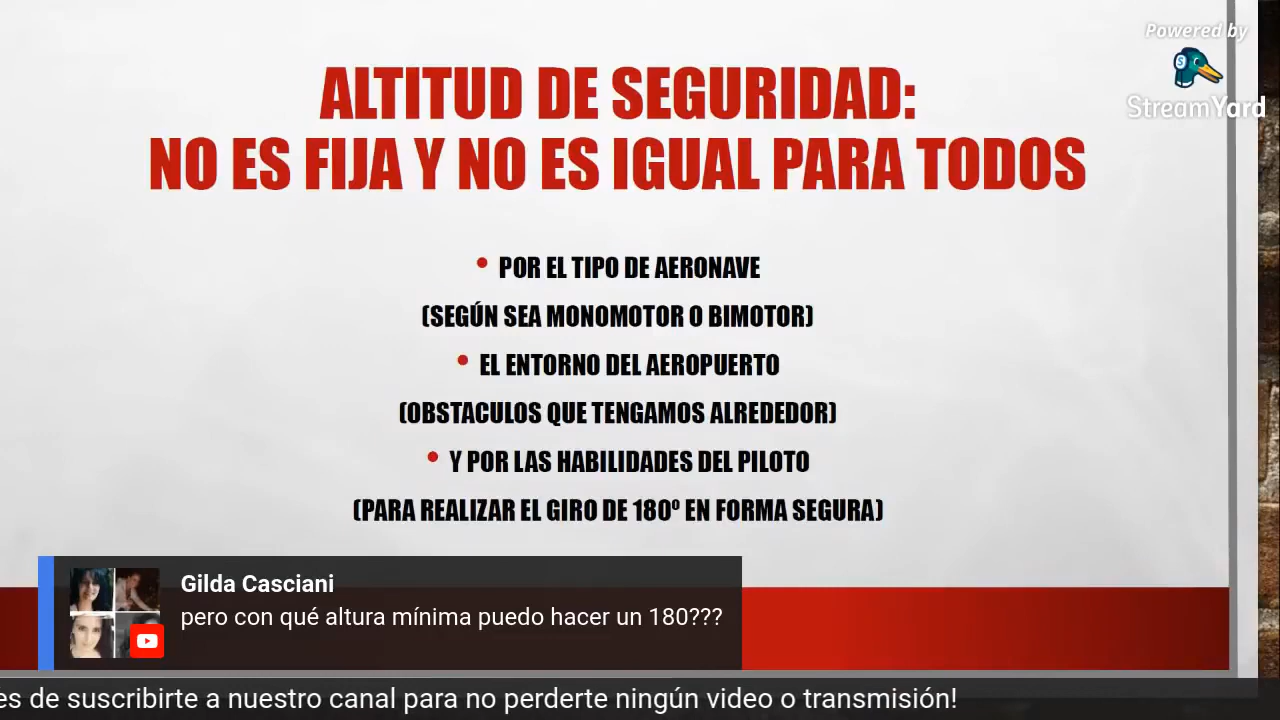 Powered by
StreamYard
ALTITUD DE SEGURIDAD:
NO ES FIJA Y NO ES IGUAL PARA TODOS
• POR EL TIPO DE AERONAVE
(SEGÚN SEA MONOMOTOR O BIMOTOR)
• EL ENTORNO DEL AEROPUERTO
(OBSTACULOS QUE TENGAMOS ALREDEDOR)
• Y POR LAS HABILIDADES DEL PILOTO
(PARA REALIZAR EL GIRO DE 180º EN FORMA SEGURA)
Gilda Casciani
pero con qué altura mínima puedo hacer un 180???
es de suscribirte a nuestro canal para no perderte ningún video o transmisión!